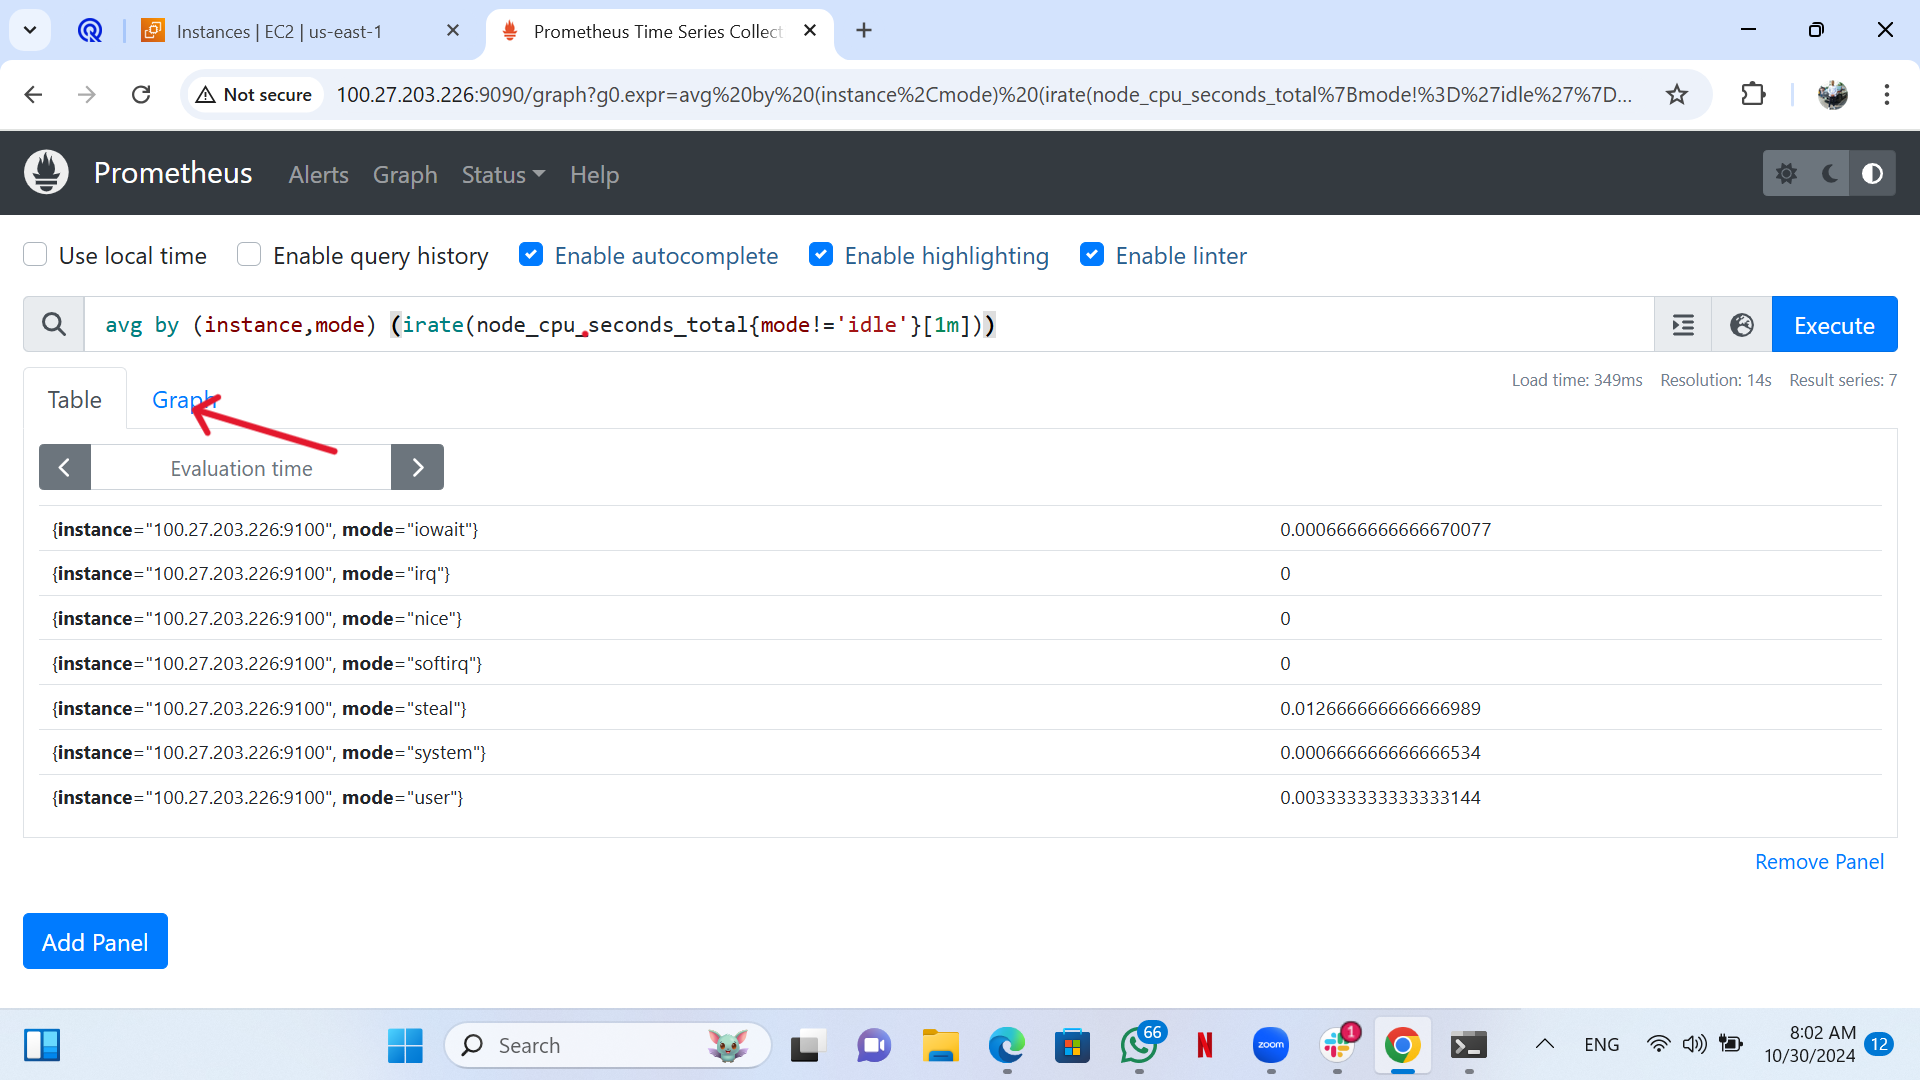 Instances | EC2 | us-east-1
Prometheus Time Series Collect
Not secure
100.27.203.226:9090/graph?g0.expr=avg%20by%20(instance%2Cmode)%20(irate(node_cpu_seconds_total%7Bmode!%3D%27idle%27%7D...
Prometheus
Alerts
Graph
Status
Help
Use local time
Enable query history
Enable autocomplete
Enable highlighting
Enable linter
avg by (instance,mode) (irate(node_cpu_seconds_total{mode!='idle'}[1m]))
Execute
Table
Graph
Load time: 349ms
Resolution: 14s
Result series: 7
Evaluation time
{instance="100.27.203.226:9100", mode="iowait"} 0.0006666666666670077
{instance="100.27.203.226:9100", mode="irq"} 0
{instance="100.27.203.226:9100", mode="nice"} 0
{instance="100.27.203.226:9100", mode="softirq"} 0
{instance="100.27.203.226:9100", mode="steal"} 0.012666666666666989
{instance="100.27.203.226:9100", mode="system"} 0.000666666666666534
{instance="100.27.203.226:9100", mode="user"} 0.003333333333333144
Remove Panel
Add Panel
Search
66
N
zoom
1
ENG
8:02 AM
10/30/2024
12